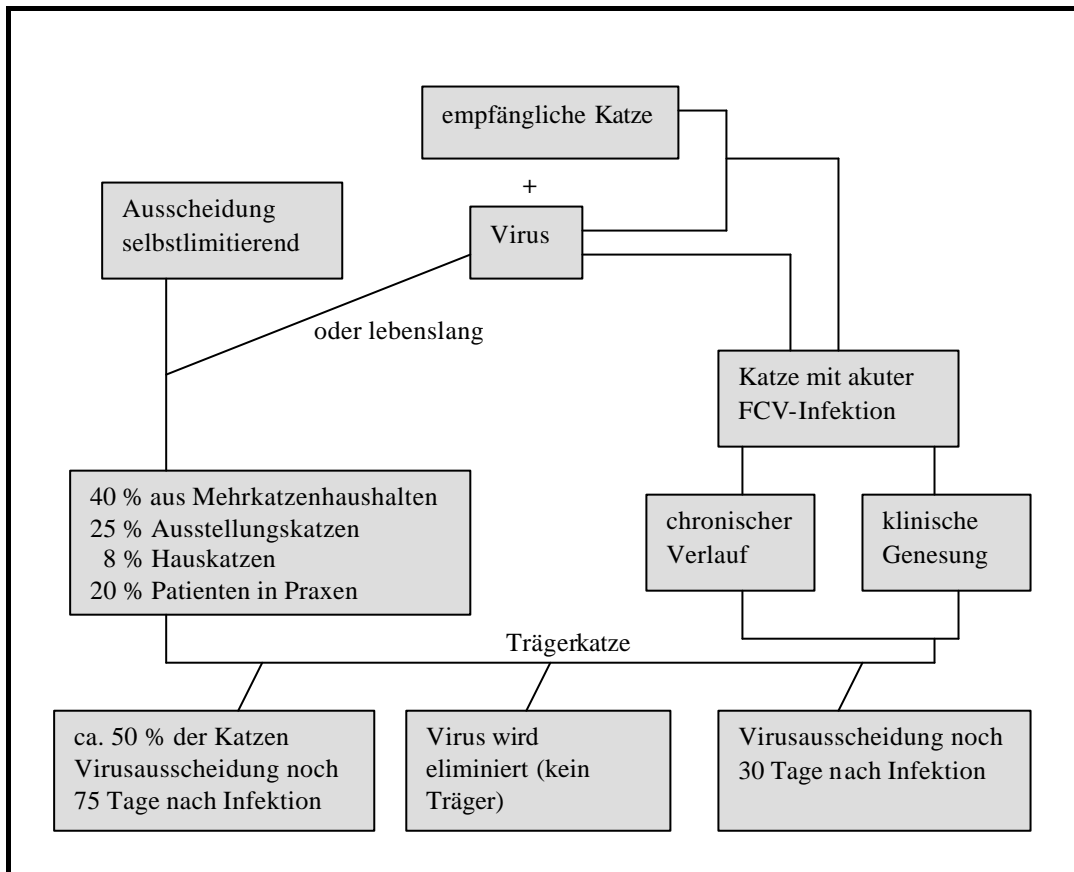 empfängliche Katze
+
Ausscheidung
selbstlimitierend
Virus
oder lebenslang
Katze mit akuter
FCV-Infektion
40 % aus Mehrkatzenhaushalten
25 % Ausstellungskatzen
8 % Hauskatzen
20 % Patienten in Praxen
chronischer
Verlauf
klinische
Genesung
Trägerkatze
ca. 50 % der Katzen
Virusausscheidung noch
75 Tage nach Infektion
Virus wird
eliminiert (kein
Träger)
Virusausscheidung noch
30 Tage nach Infektion